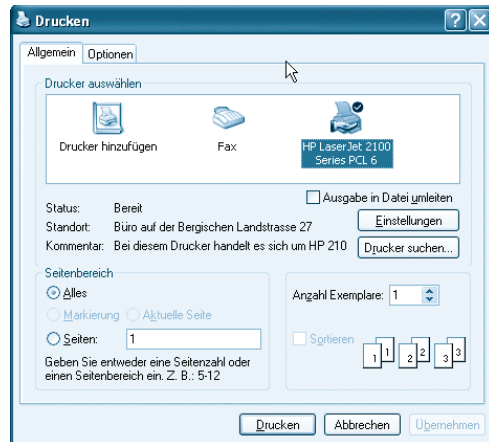 Drucken
Allgemein Optionen
Drucker auswählen
Drucker hinzufügen
Fax
HP LaserJet 2100
Series PCL 6
Status: Bereit
Standort: Büro auf der Bergischen Landstrasse 27
Kommentar: Bei diesem Drucker handelt es sich um HP 210
Ausgabe in Datei umleiten
Einstellungen
Drucker suchen...
Seitenbereich
Alles
Markierung Aktuelle Seite
Seiten: 1
Geben Sie entweder eine Seitenzahl oder
einen Seitenbereich ein. Z. B.: 5-12
Anzahl Exemplare: 1
Sortieren
1 1 2 2 3 3
Drucken Abbrechen Übernehmen